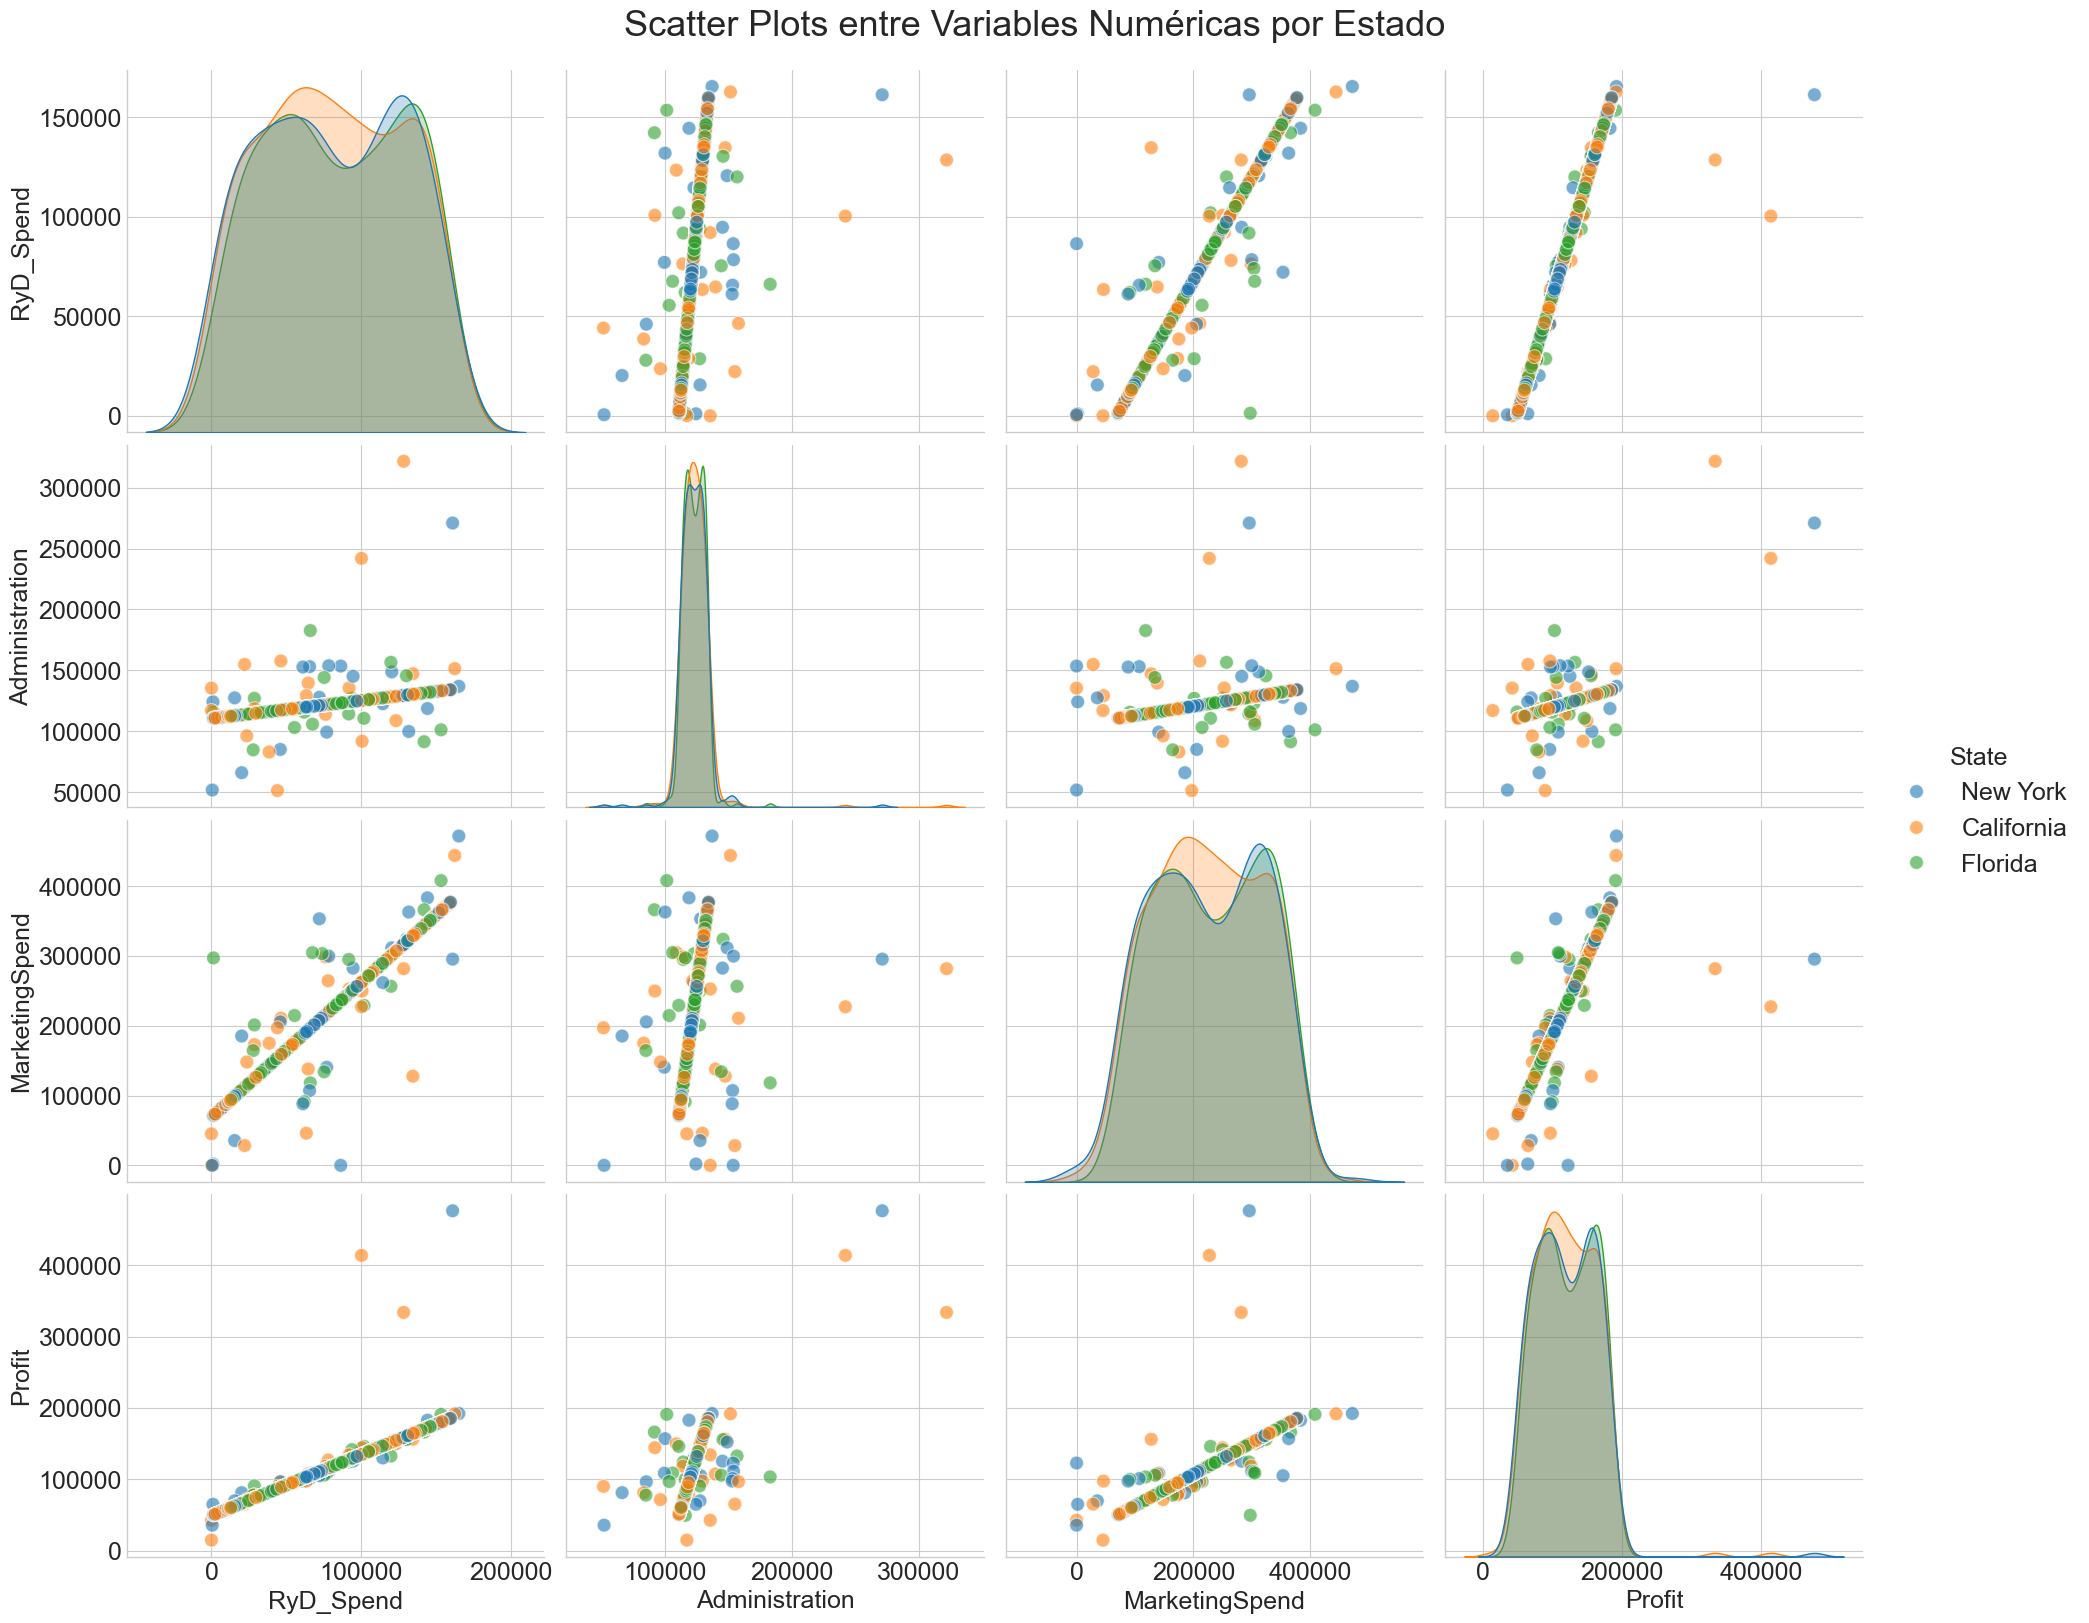 Scatter Plots entre Variables Numéricas por Estado
RyD_Spend
150000
100000
50000
0
Administration
300000
250000
200000
150000
100000
50000
MarketingSpend
400000
300000
200000
100000
0
Profit
400000
300000
200000
100000
0
0 100000 200000
RyD_Spend
100000 200000 300000
Administration
0 200000 400000
MarketingSpend
0 200000 400000
Profit
State
New York
California
Florida